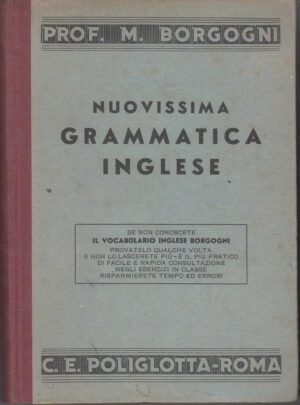 PROF. M. BORGOGNI
NUOVISSIMA
GRAMMATICA
INGLESE
SE NON CONOSCETE
IL VOCABOLARIO INGLESE BORGOGNI
PROVATELO QUALCHE VOLTA
E NON LO LASCERETE PIÙ - È IL PIÙ PRATICO
DI FACILE E RAPIDA CONSULTAZIONE
NEGLI ESERCIZI IN CLASSE
RISPARMIERETE TEMPO ED ERRORI
C. E. POLIGLOTTA-ROMA